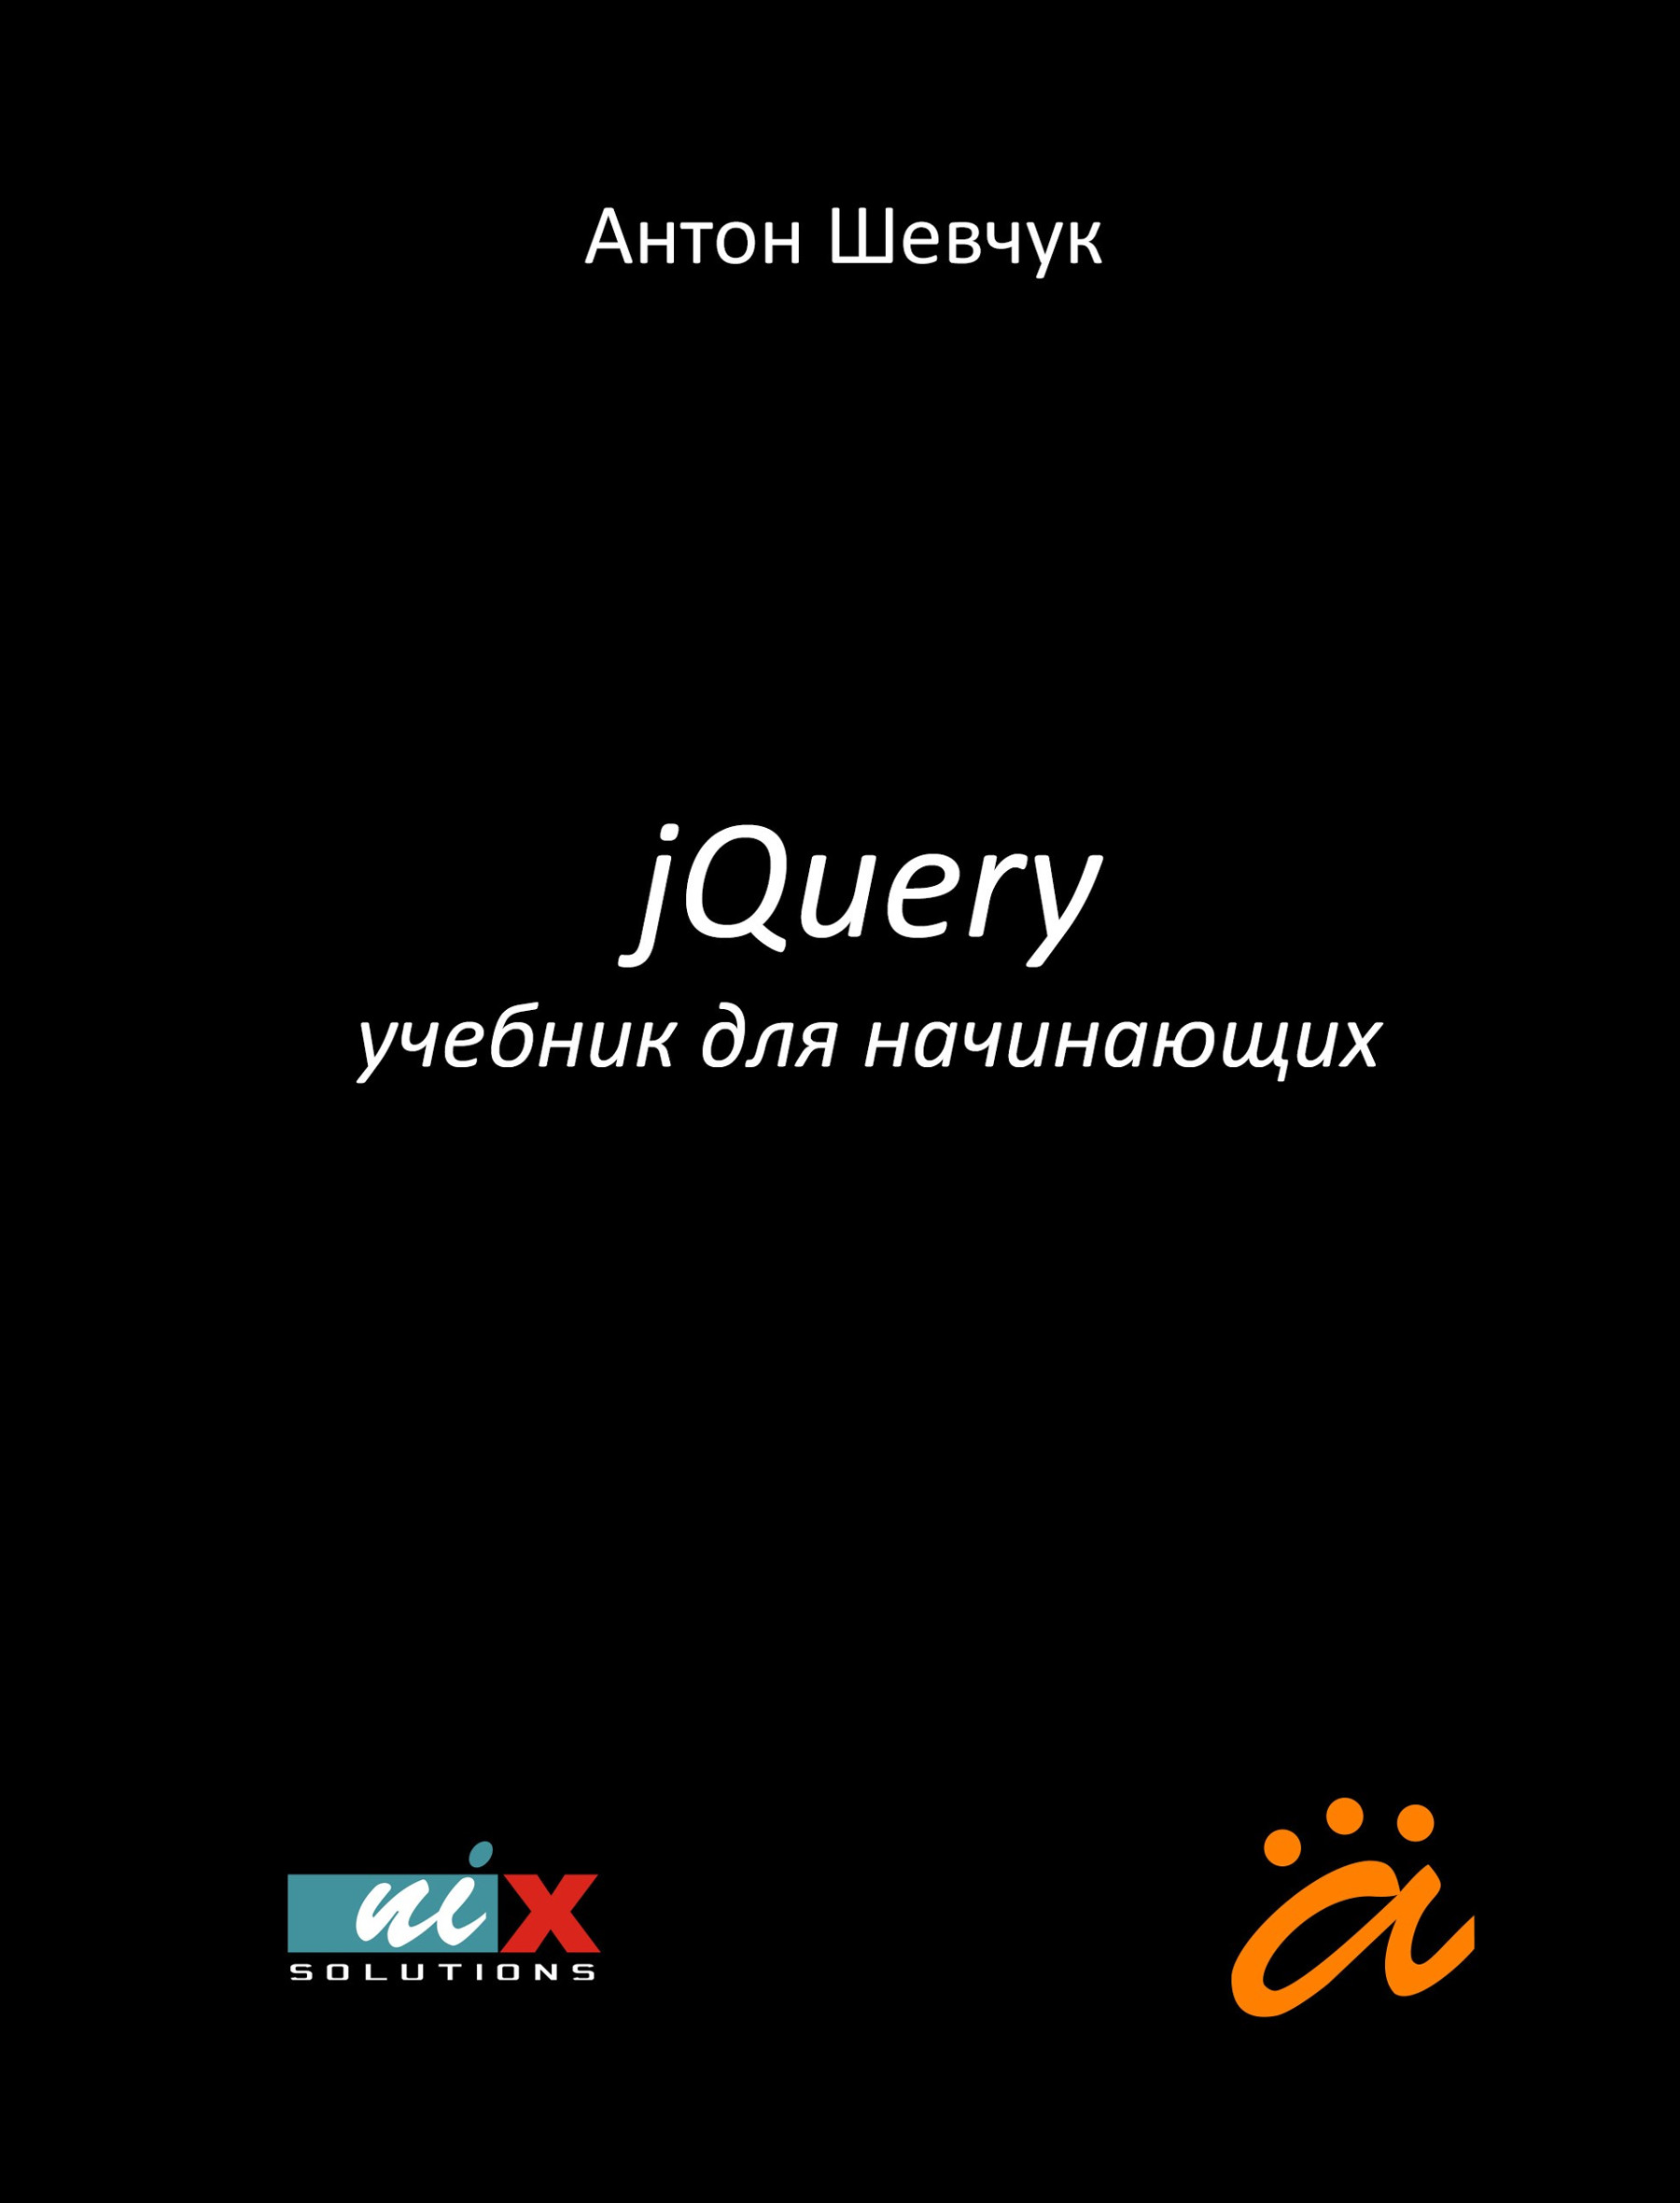 Антон Шевчук
jQuery
учебник для начинающих
nix
SOLUTIONS
ä